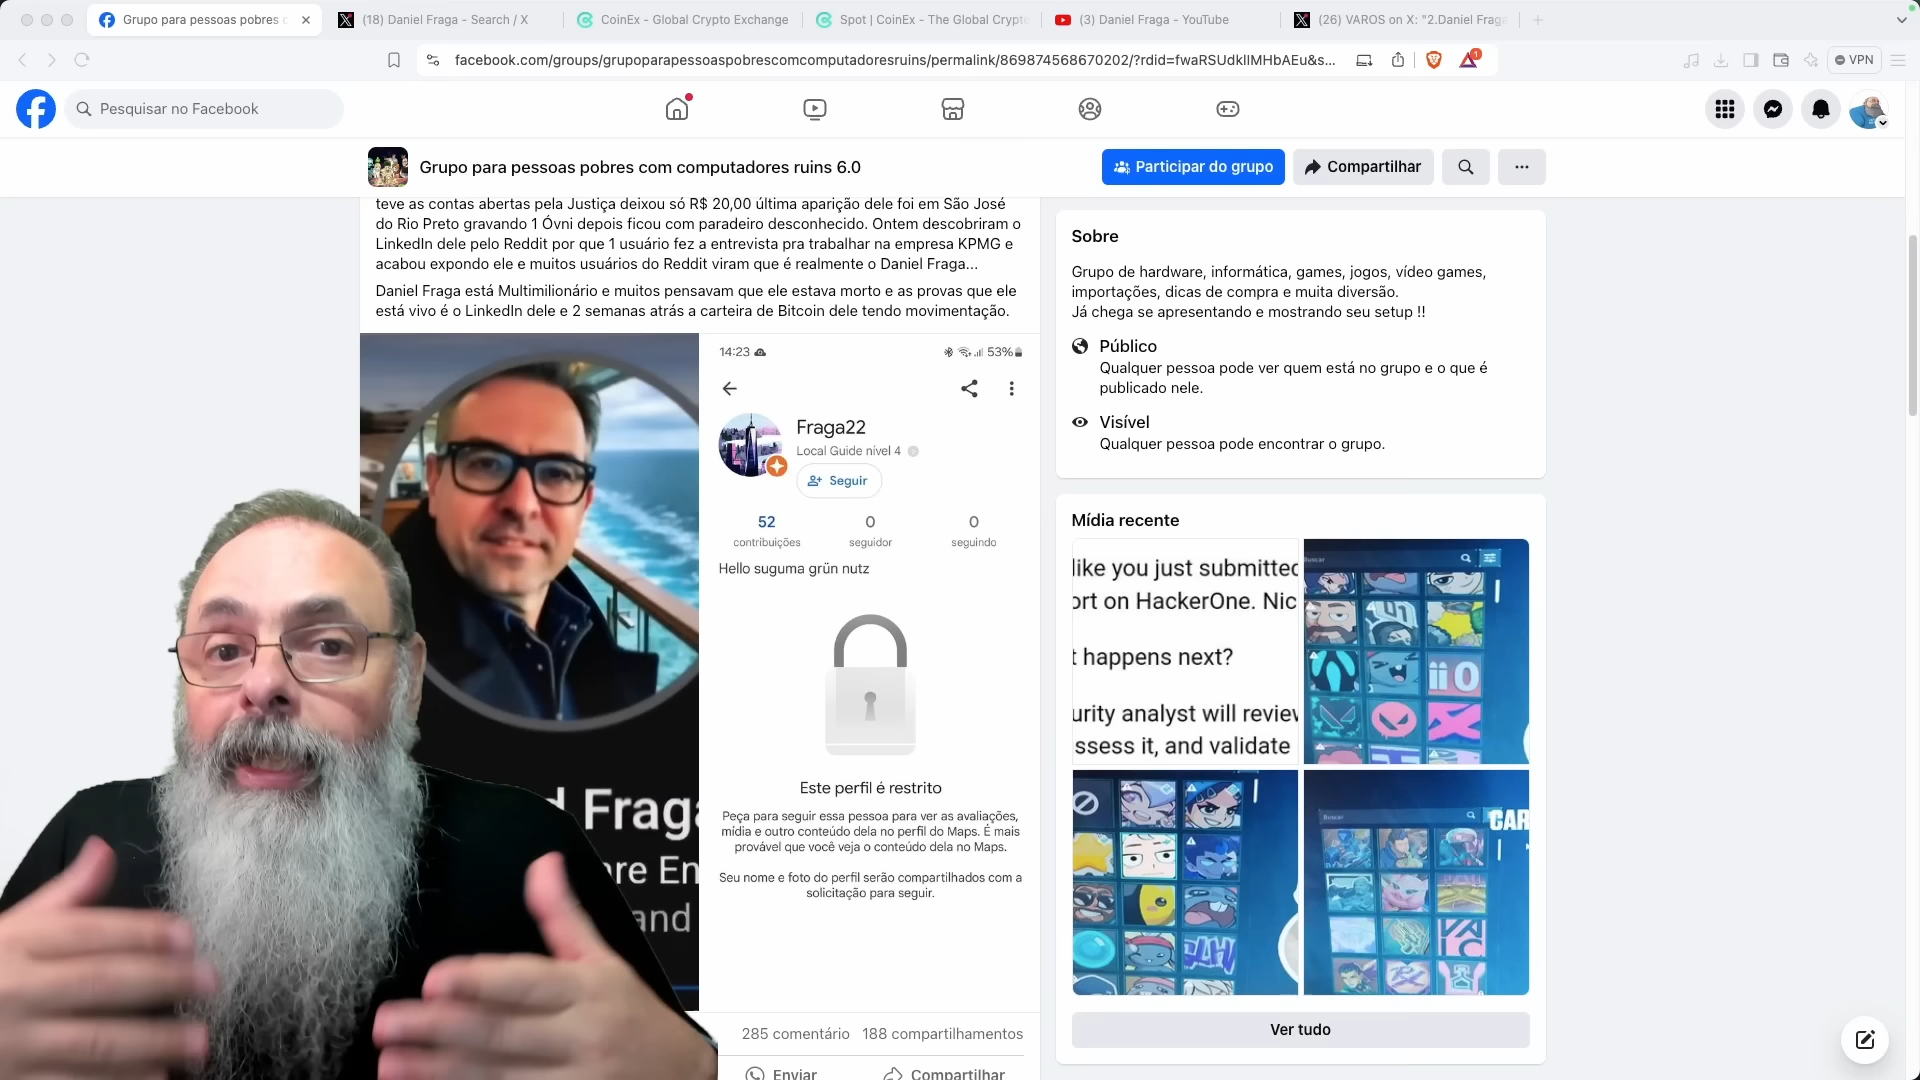 Grupo para pessoas pobres c
(18) Daniel Fraga - Search / X
CoinEx - Global Crypto Exchange
Spot | CoinEx - The Global Crypto
(3) Daniel Fraga - YouTube
(26) VAROS on X: "2.Daniel Fraga
facebook.com/groups/grupoparapessoaspobrescomcomputadoresruins/permalink/869874568670202/?rdid=fwaRSUdklIMHbAEu&s...
1
VPN
Pesquisar no Facebook
Grupo para pessoas pobres com computadores ruins 6.0
Participar do grupo
Compartilhar
teve as contas abertas pela Justiça deixou só R$ 20,00 última aparição dele foi em São José
do Rio Preto gravando 1 Óvni depois ficou com paradeiro desconhecido. Ontem descobriram o
LinkedIn dele pelo Reddit por que 1 usuário fez a entrevista pra trabalhar na empresa KPMG e
acabou expondo ele e muitos usuários do Reddit viram que é realmente o Daniel Fraga...
Daniel Fraga está Multimilionário e muitos pensavam que ele estava morto e as provas que ele
está vivo é o LinkedIn dele e 2 semanas atrás a carteira de Bitcoin dele tendo movimentação.
14:23
53%
Fraga22
Local Guide nível 4
Seguir
52
0
0
contribuições
seguidor
seguindo
Hello suguma grün nutz
Este perfil é restrito
Peça para seguir essa pessoa para ver as avaliações,
mídia e outro conteúdo dela no perfil do Maps. É mais
provável que você veja o conteúdo dela no Maps.
Seu nome e foto do perfil serão compartilhados com a
solicitação para seguir.
d Fraga
are En
and
285 comentário
188 compartilhamentos
Enviar
Compartilhar
Sobre
Grupo de hardware, informática, games, jogos, vídeo games,
importações, dicas de compra e muita diversão.
Já chega se apresentando e mostrando seu setup !!
Público
Qualquer pessoa pode ver quem está no grupo e o que é
publicado nele.
Visível
Qualquer pessoa pode encontrar o grupo.
Mídia recente
like you just submitted
ort on HackerOne. Nic
t happens next?
urity analyst will review
ssess it, and validate
Buscar
Buscar
CAR
Ver tudo